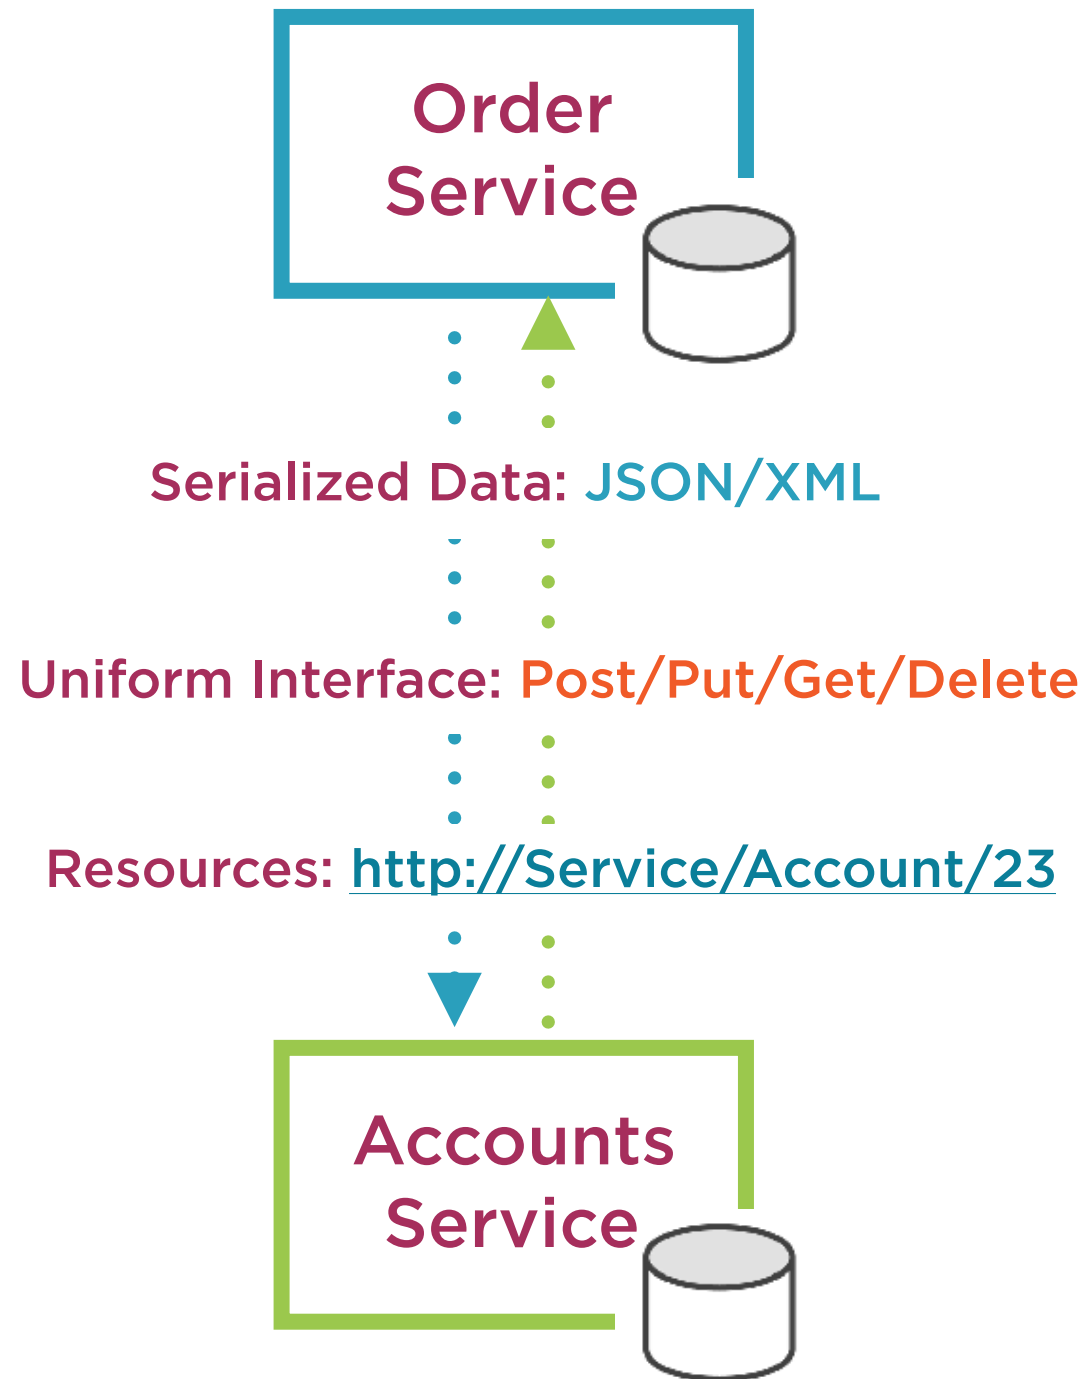 Order
Service
Serialized Data: JSON/XML
Uniform Interface: Post/Put/Get/Delete
Resources: http://Service/Account/23
Accounts
Service